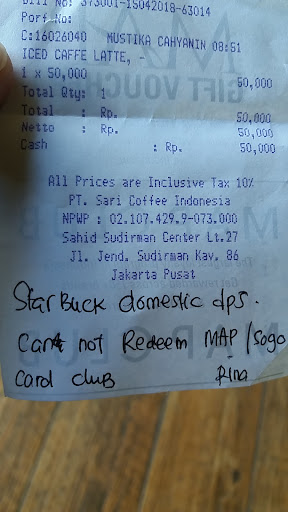 Bill No: 373001-15042018-63014
Port No:
C:16026040 MUSTIKA CAHYANIN 08:51
ICED CAFFE LATTE, -
1 x 50,000 50,000
Total Qty: 1
Total : Rp. 50,000
Netto : Rp. 50,000
Cash : Rp. 50,000
All Prices are Inclusive Tax 10%
PT. Sari Coffee Indonesia
NPWP : 02.107.429.9-073.000
Sahid Sudirman Center Lt.27
Jl. Jend. Sudirman Kav. 86
Jakarta Pusat
StarBuck domestic dps.
Can not Redeem MAP/Sogo
Card club Rina